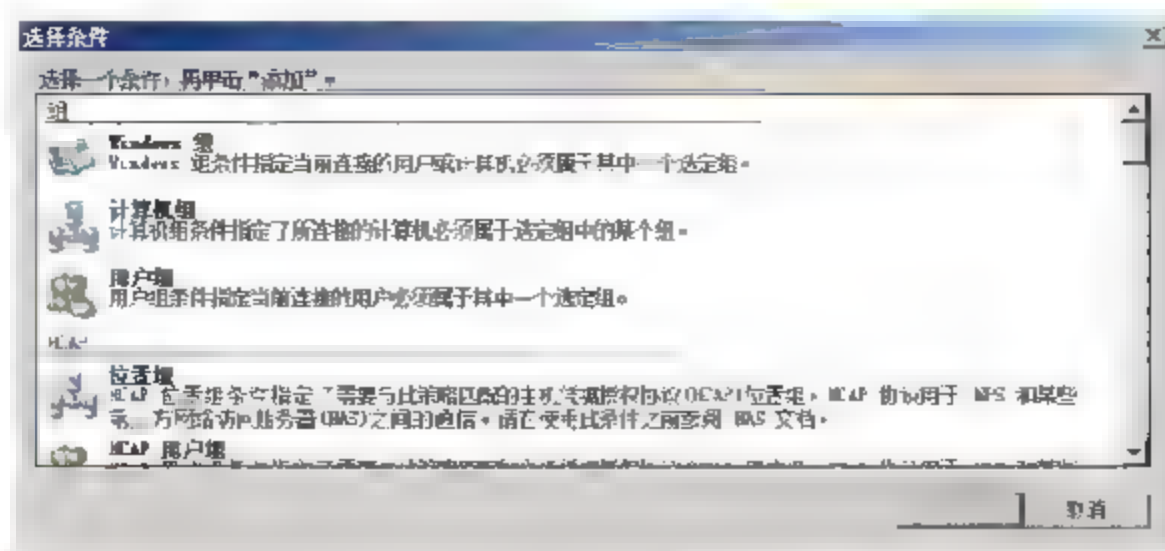 选择条件
选择一个条件，再单击“添加”。
组
Windows 组
Windows 组条件指定当前连接的用户或计算机必须属于其中一个选定组。
计算机组
计算机组条件指定了所连接的计算机必须属于选定组中的某个组。
用户组
用户组条件指定当前连接的用户必须属于其中一个选定组。
HCAP
位置组
HCAP 位置组条件指定了需要与此策略匹配的主机凭据授权协议(HCAP)位置组。HCAP 协议用于 NPS 和某些
第三方网络访问服务器(NAS)之间的通信。请在使用此条件之前参阅 NAS 文档。
HCAP 用户组
取消